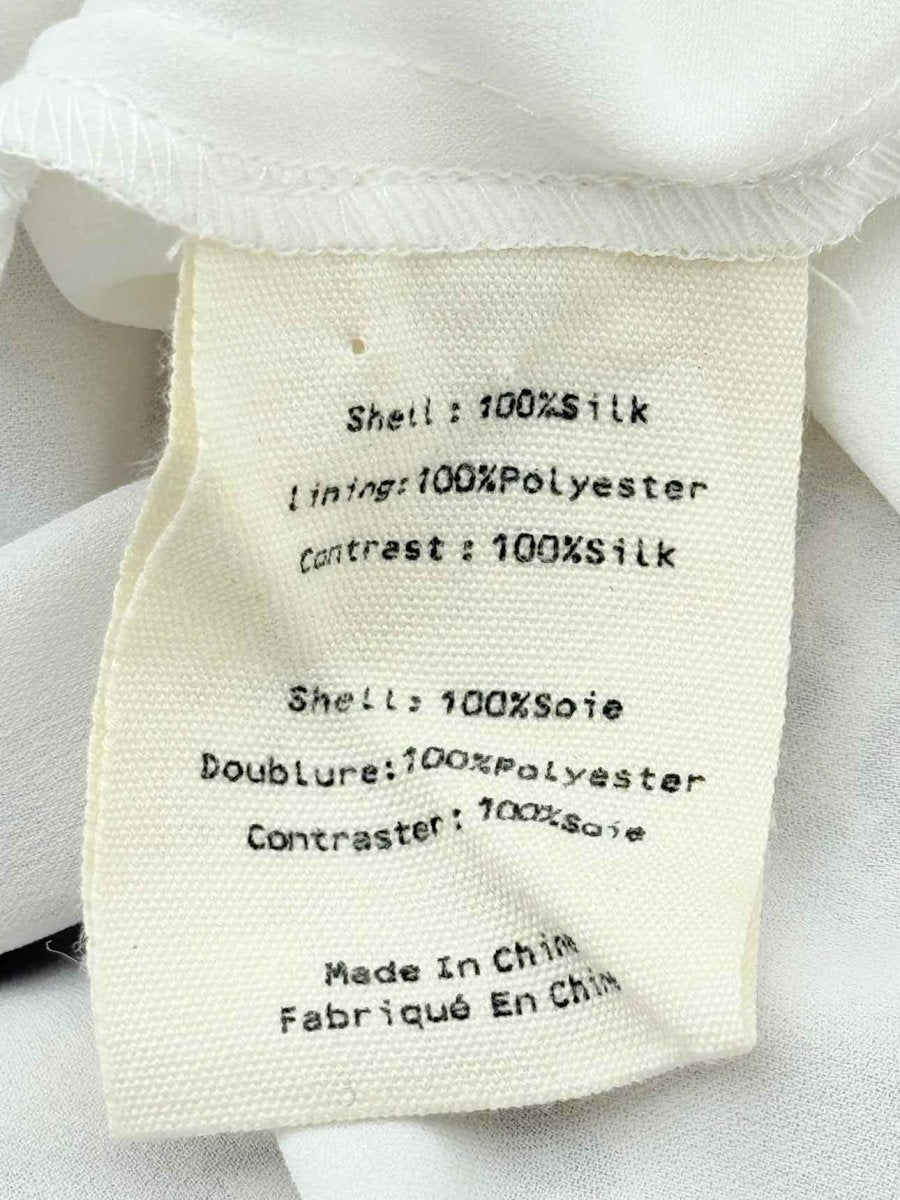 Shell: 100%Silk
Lining:100%Polyester
Contrast: 100%Silk
Shell: 100%Soie
Doublure:100%Polyester
Contraster: 100%Soie
Made In China
Fabriqué En Chine